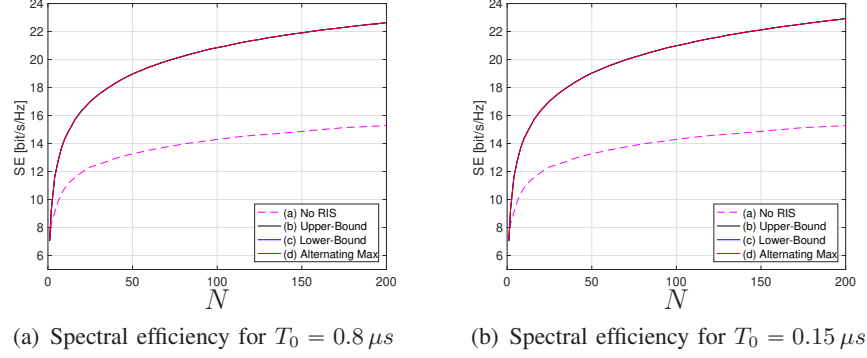 24
22
20
18
16
14
12
10
8
6
SE [bit/s/Hz]
0
50
100
150
200
N
(a) No RIS
(b) Upper-Bound
(c) Lower-Bound
(d) Alternating Max
(a) Spectral efficiency for T₀ = 0.8 μs
24
22
20
18
16
14
12
10
8
6
SE [bit/s/Hz]
0
50
100
150
200
N
(a) No RIS
(b) Upper-Bound
(c) Lower-Bound
(d) Alternating Max
(b) Spectral efficiency for T₀ = 0.15 μs